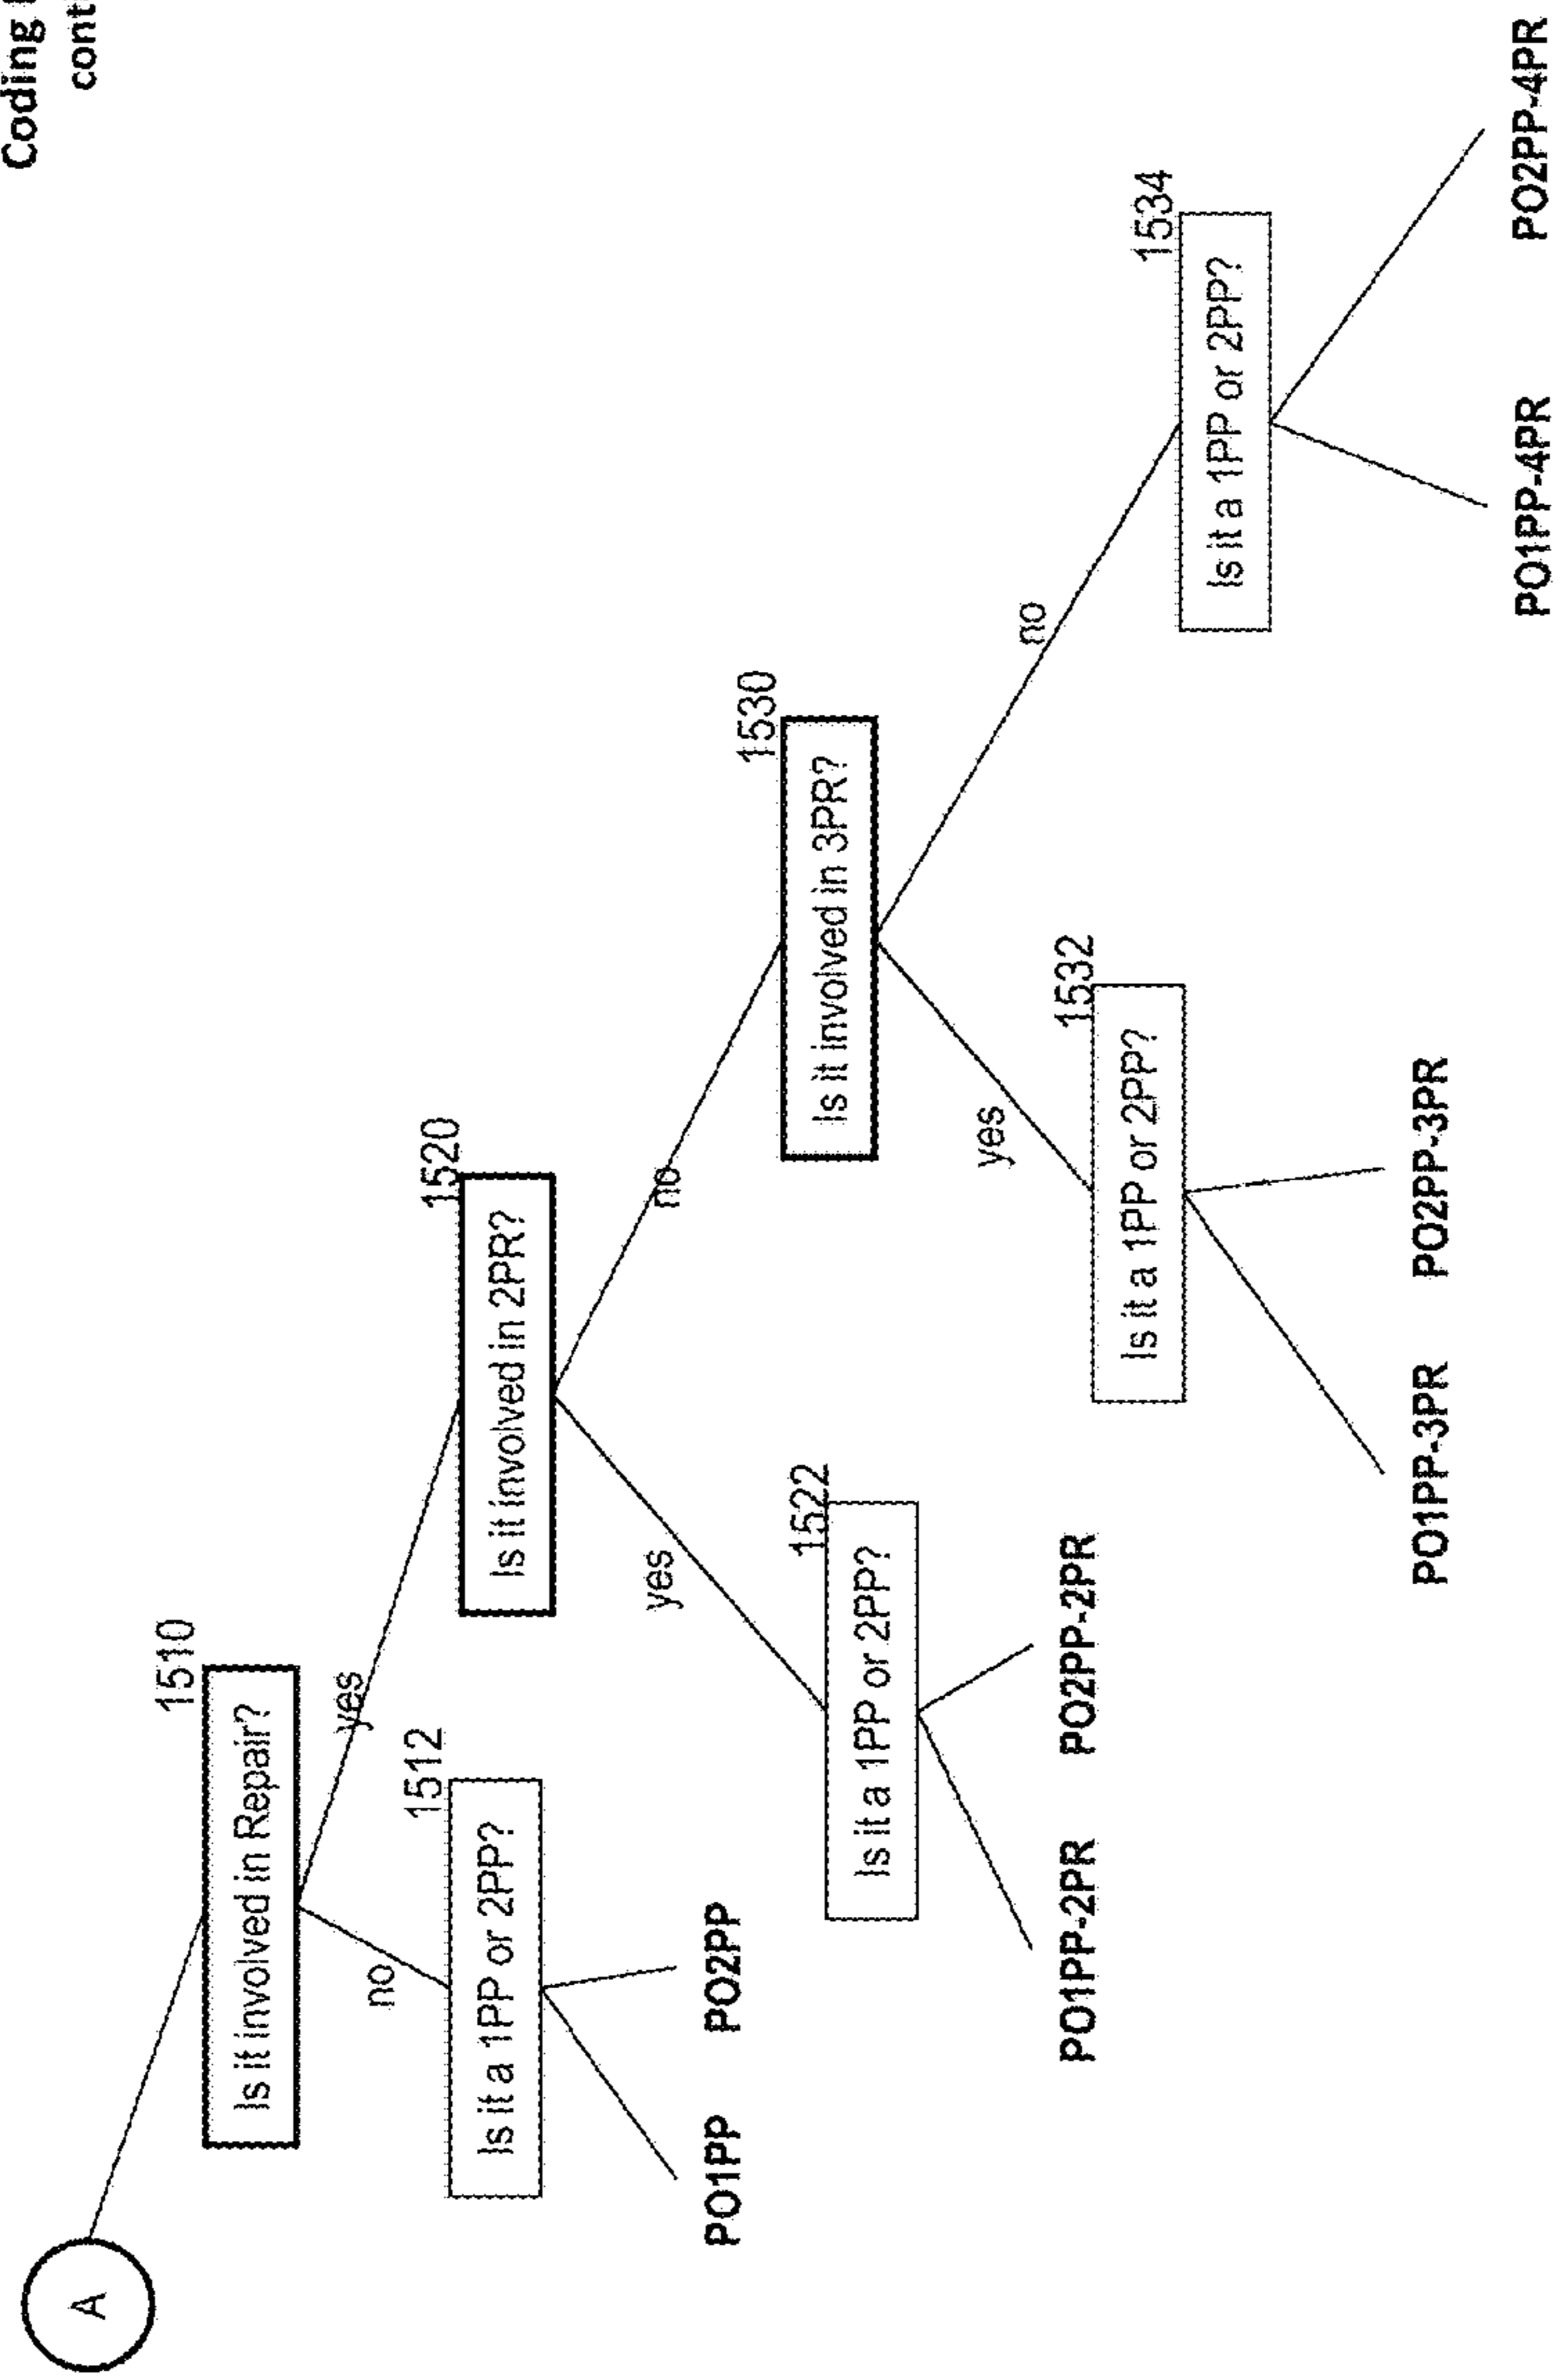 Coding
cont
A
1510
Is it involved in Repair?
no
yes
1512
Is it a 1PP or 2PP?
PO1PP
PO2PP
1520
Is it involved in 2PR?
yes
no
1522
Is it a 1PP or 2PP?
PO1PP-2PR
PO2PP-2PR
1530
Is it involved in 3PR?
yes
no
1532
Is it a 1PP or 2PP?
PO1PP-3PR
PO2PP-3PR
1534
Is it a 1PP or 2PP?
PO1PP-4PR
PO2PP-4PR